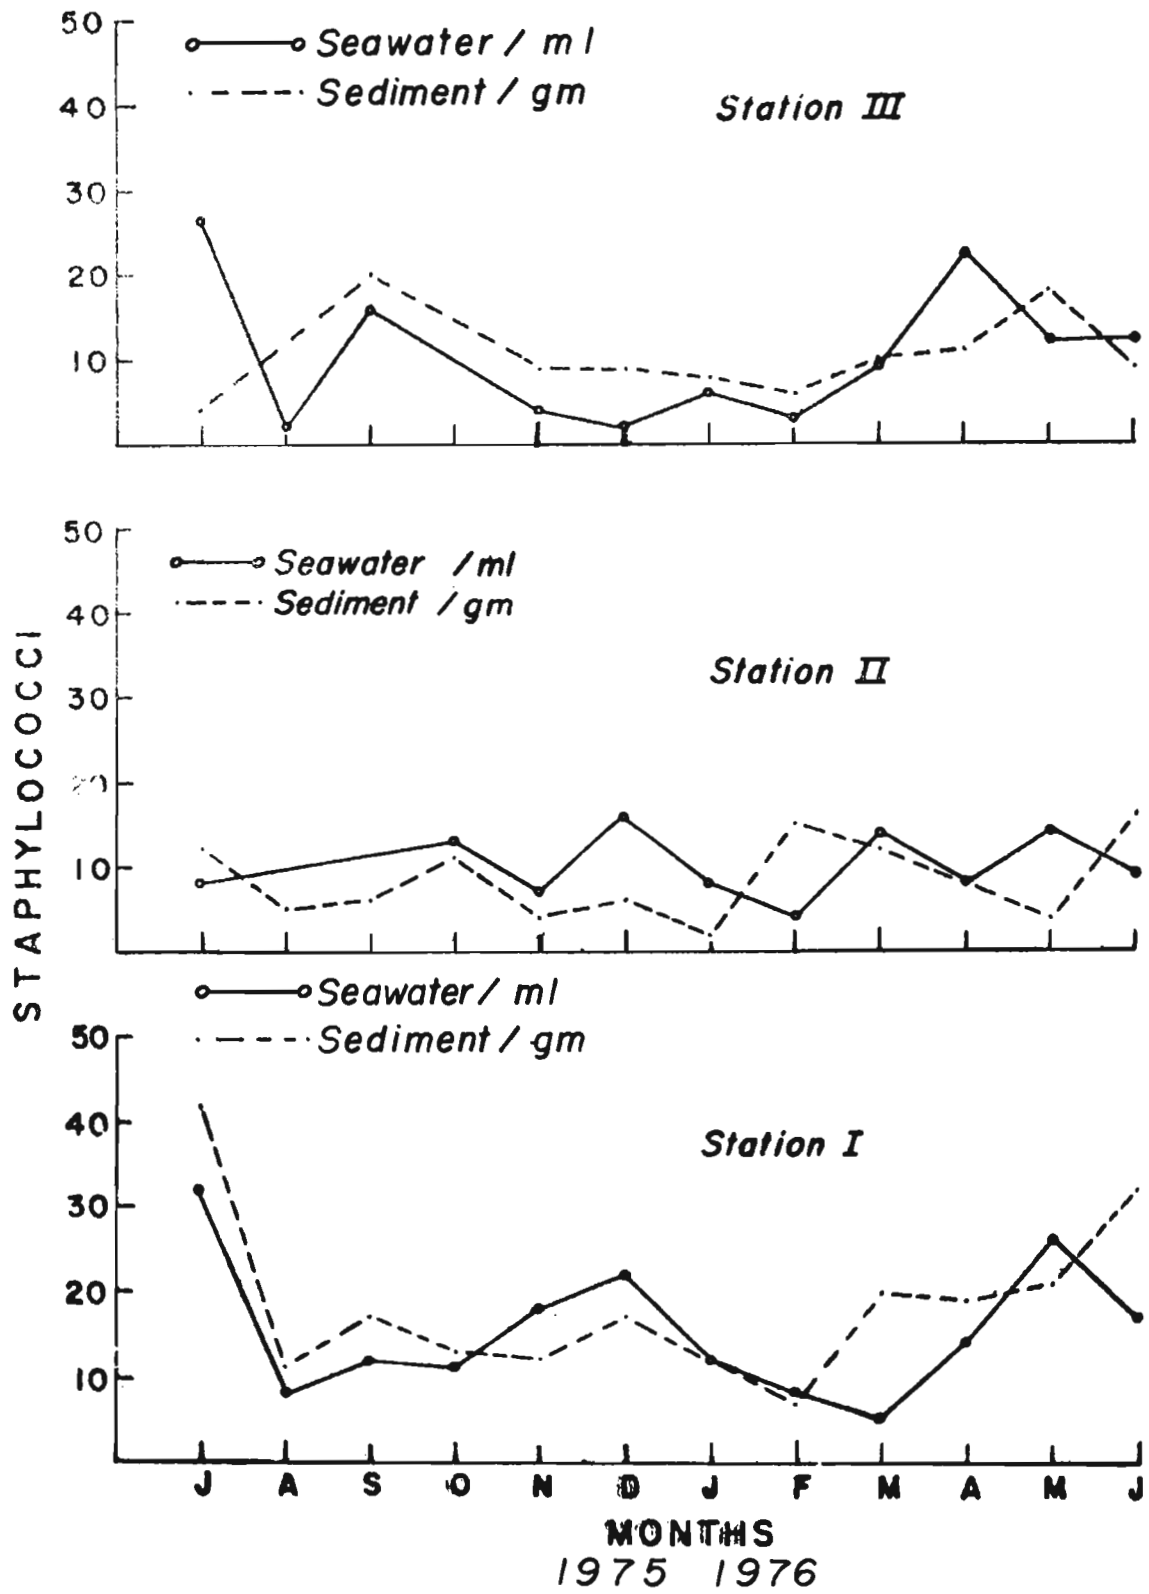 50
Seawater / ml
Sediment / gm
40
Station III
30
20
10
50
Seawater / ml
Sediment / gm
40
Station II
30
20
10
STAPHYLOCOCCI
Seawater / ml
50
Sediment / gm
40
Station I
30
20
10
J A S O N D J F M A M J
MONTHS
1975 1976